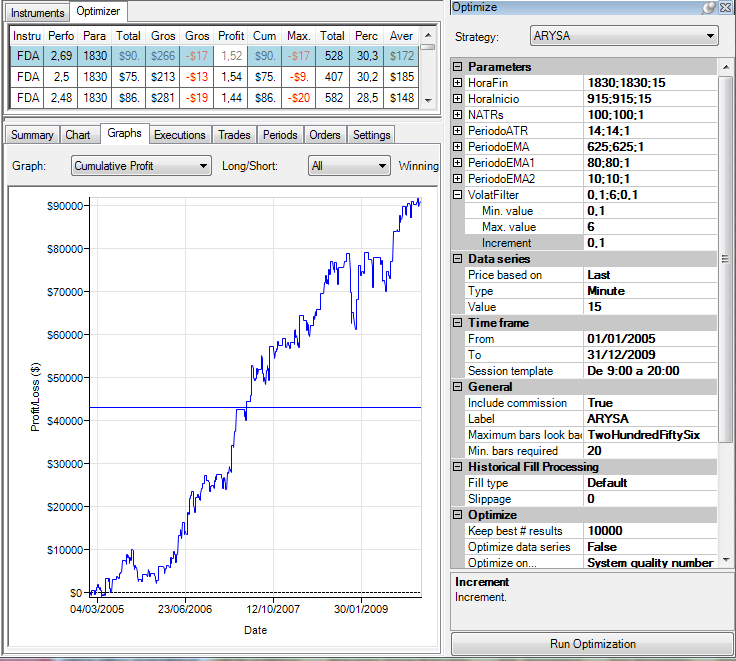 Instruments Optimizer
Instru Perfo Para Total Gros Gros Profit Cum Max. Total Perc Aver
FDA 2,69 1830 $90. $266 -$17 1,52 $90. -$17 528 30,3 $172
FDA 2,5 1830 $75. $213 -$13 1,54 $75. -$9. 407 30,2 $185
FDA 2,48 1830 $86. $281 -$19 1,44 $86. -$20 582 28,5 $148
Summary Chart Graphs Executions Trades Periods Orders Settings
Graph: Cumulative Profit Long/Short: All Winning
$90000
$80000
$70000
$60000
$50000
$40000
$30000
$20000
$10000
$0
Profit/Loss ($)
04/03/2005 23/06/2006 12/10/2007 30/01/2009
Date
Optimize
Strategy: ARYSA
Parameters
HoraFin 1830;1830;15
HoraInicio 915;915;15
NATRs 100;100;1
PeriodoATR 14;14;1
PeriodoEMA 625;625;1
PeriodoEMA1 80;80;1
PeriodoEMA2 10;10;1
VolatFilter 0,1;6;0,1
Min. value 0,1
Max. value 6
Increment 0,1
Data series
Price based on Last
Type Minute
Value 15
Time frame
From 01/01/2005
To 31/12/2009
Session template De 9:00 a 20:00
General
Include commission True
Label ARYSA
Maximum bars look bac TwoHundredFiftySix
Min. bars required 20
Historical Fill Processing
Fill type Default
Slippage 0
Optimize
Keep best # results 10000
Optimize data series False
Optimize on... System quality number
Increment
Increment.
Run Optimization